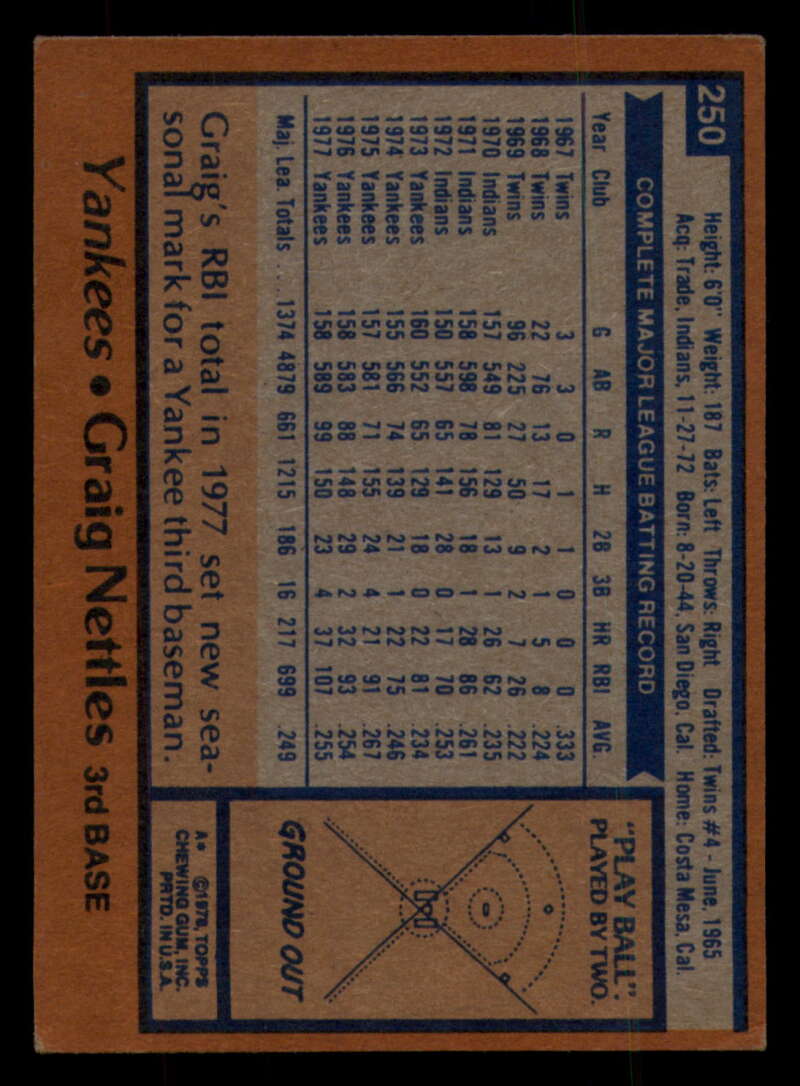 250
Height: 6'0" Weight: 187 Bats: Left Throws: Right Drafted: Twins #4 - June, 1965
Acq: Trade, Indians, 11-27-72 Born: 8-20-44, San Diego, Cal. Home: Costa Mesa, Cal.
COMPLETE MAJOR LEAGUE BATTING RECORD
Year Club G AB R H 2B 3B HR RBI AVG.
1967 Twins 3 3 0 1 1 0 0 0 .333
1968 Twins 22 76 13 17 2 1 5 8 .224
1969 Twins 96 225 27 50 9 2 7 26 .222
1970 Indians 157 549 81 129 13 1 26 62 .235
1971 Indians 158 598 78 156 18 1 28 86 .261
1972 Indians 150 557 65 141 28 0 17 70 .253
1973 Yankees 160 552 65 129 18 0 22 81 .234
1974 Yankees 155 566 74 139 21 1 22 75 .246
1975 Yankees 157 581 71 155 24 4 21 91 .267
1976 Yankees 158 583 88 148 29 2 32 93 .254
1977 Yankees 158 589 99 150 23 4 37 107 .255
Maj. Lea. Totals ... 1374 4879 661 1215 186 16 217 699 .249
Graig's RBI total in 1977 set new sea-
sonal mark for a Yankee third baseman.
"PLAY BALL".
PLAYED BY TWO.
GROUND OUT
A* ©1978, TOPPS
CHEWING GUM, INC.
PRTD. IN U.S.A.
Yankees • Graig Nettles 3rd BASE